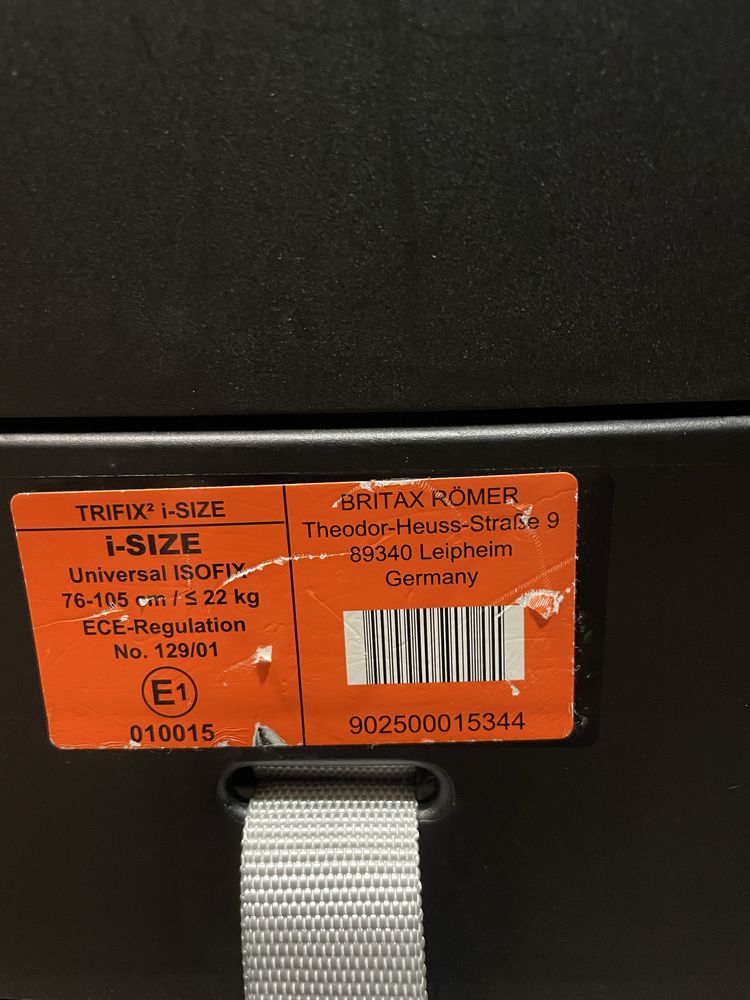 TRIFIX² i-SIZE
i-SIZE
Universal ISOFIX
76-105 cm / ≤ 22 kg
ECE-Regulation
No. 129/01
E1
010015
BRITAX RÖMER
Theodor-Heuss-Straße 9
89340 Leipheim
Germany
902500015344